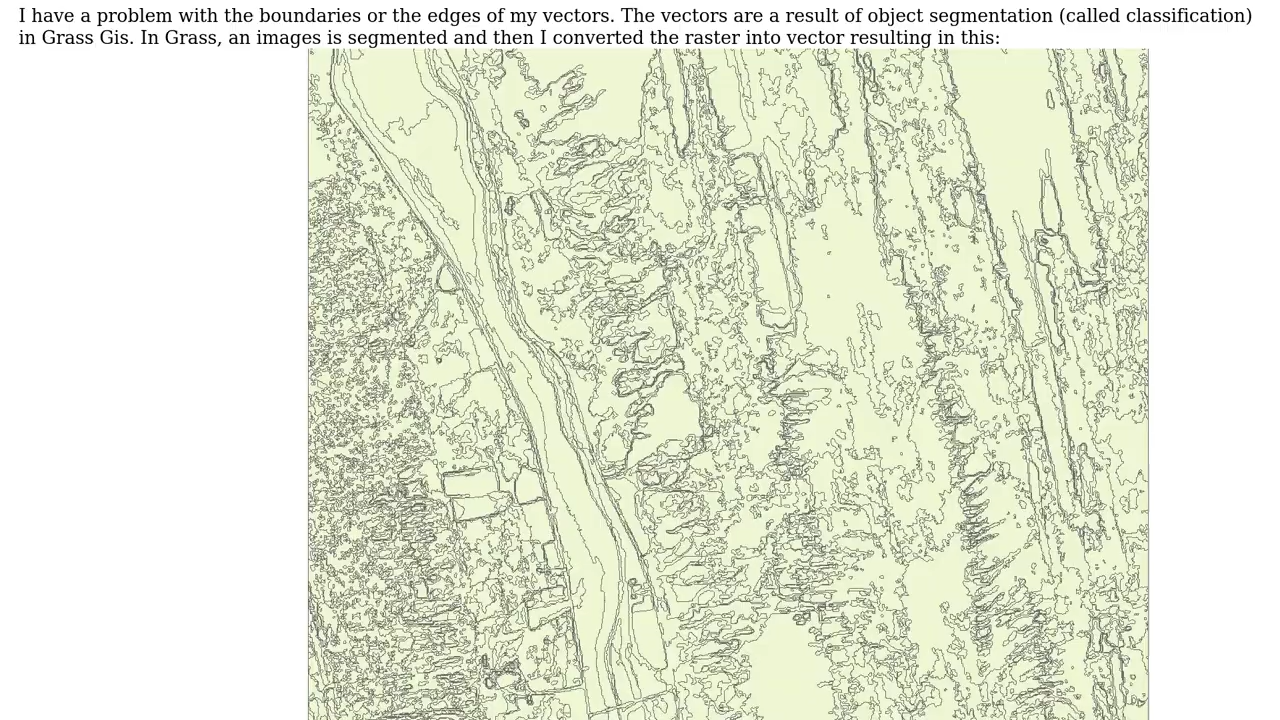 I have a problem with the boundaries or the edges of my vectors. The vectors are a result of object segmentation (called classification)
in Grass Gis. In Grass, an images is segmented and then I converted the raster into vector resulting in this: